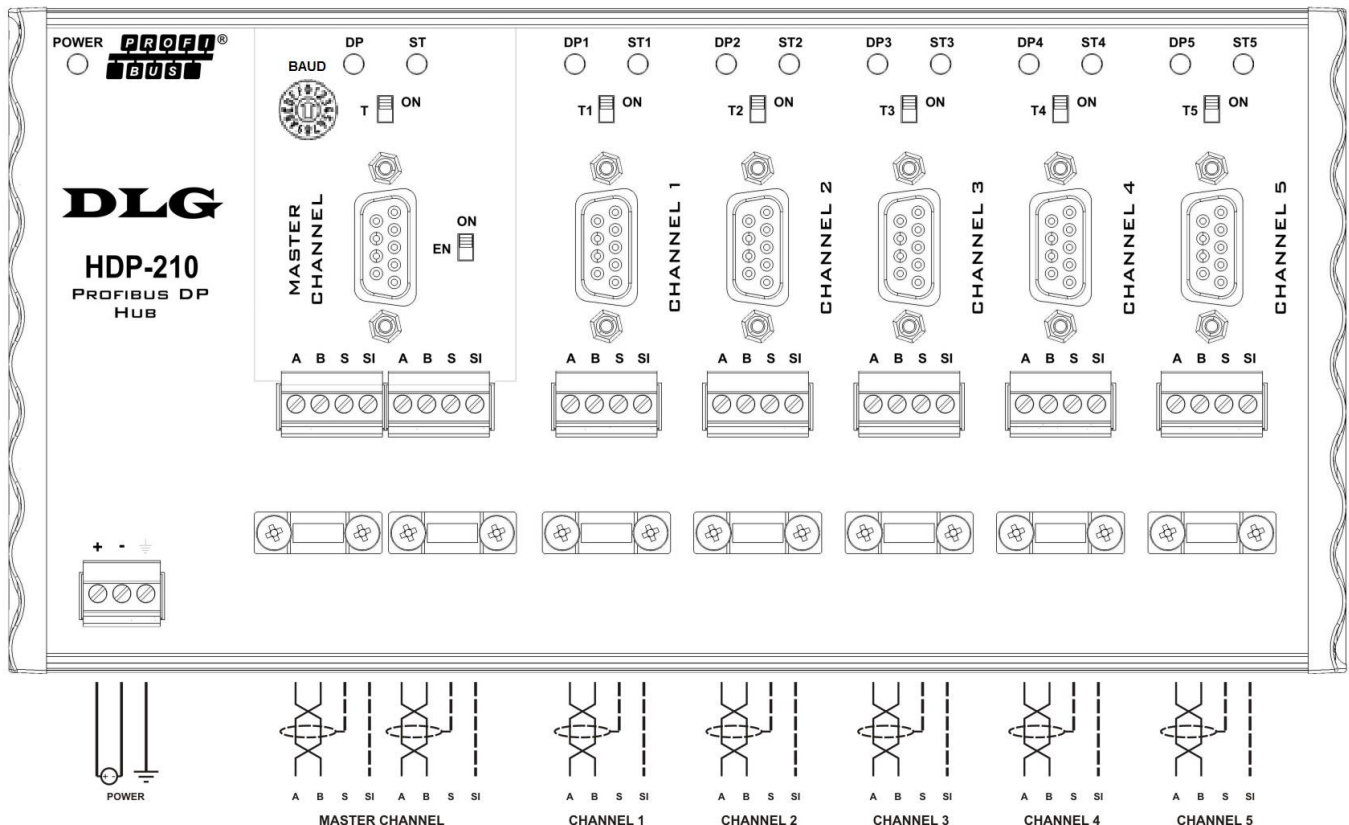 POWER PROFI® DP ST DP1 ST1 DP2 ST2 DP3 ST3 DP4 ST4 DP5 ST5
BUS
BAUD
T ON T1 ON T2 ON T3 ON T4 ON T5 ON
DLG
HDP-210
PROFIBUS DP
HUB
MASTER
CHANNEL
ON
EN
CHANNEL 1
CHANNEL 2
CHANNEL 3
CHANNEL 4
CHANNEL 5
A B S SI A B S SI A B S SI A B S SI A B S SI A B S SI A B S SI
+ -
POWER
A B S SI A B S SI A B S SI A B S SI A B S SI A B S SI A B S SI
MASTER CHANNEL CHANNEL 1 CHANNEL 2 CHANNEL 3 CHANNEL 4 CHANNEL 5